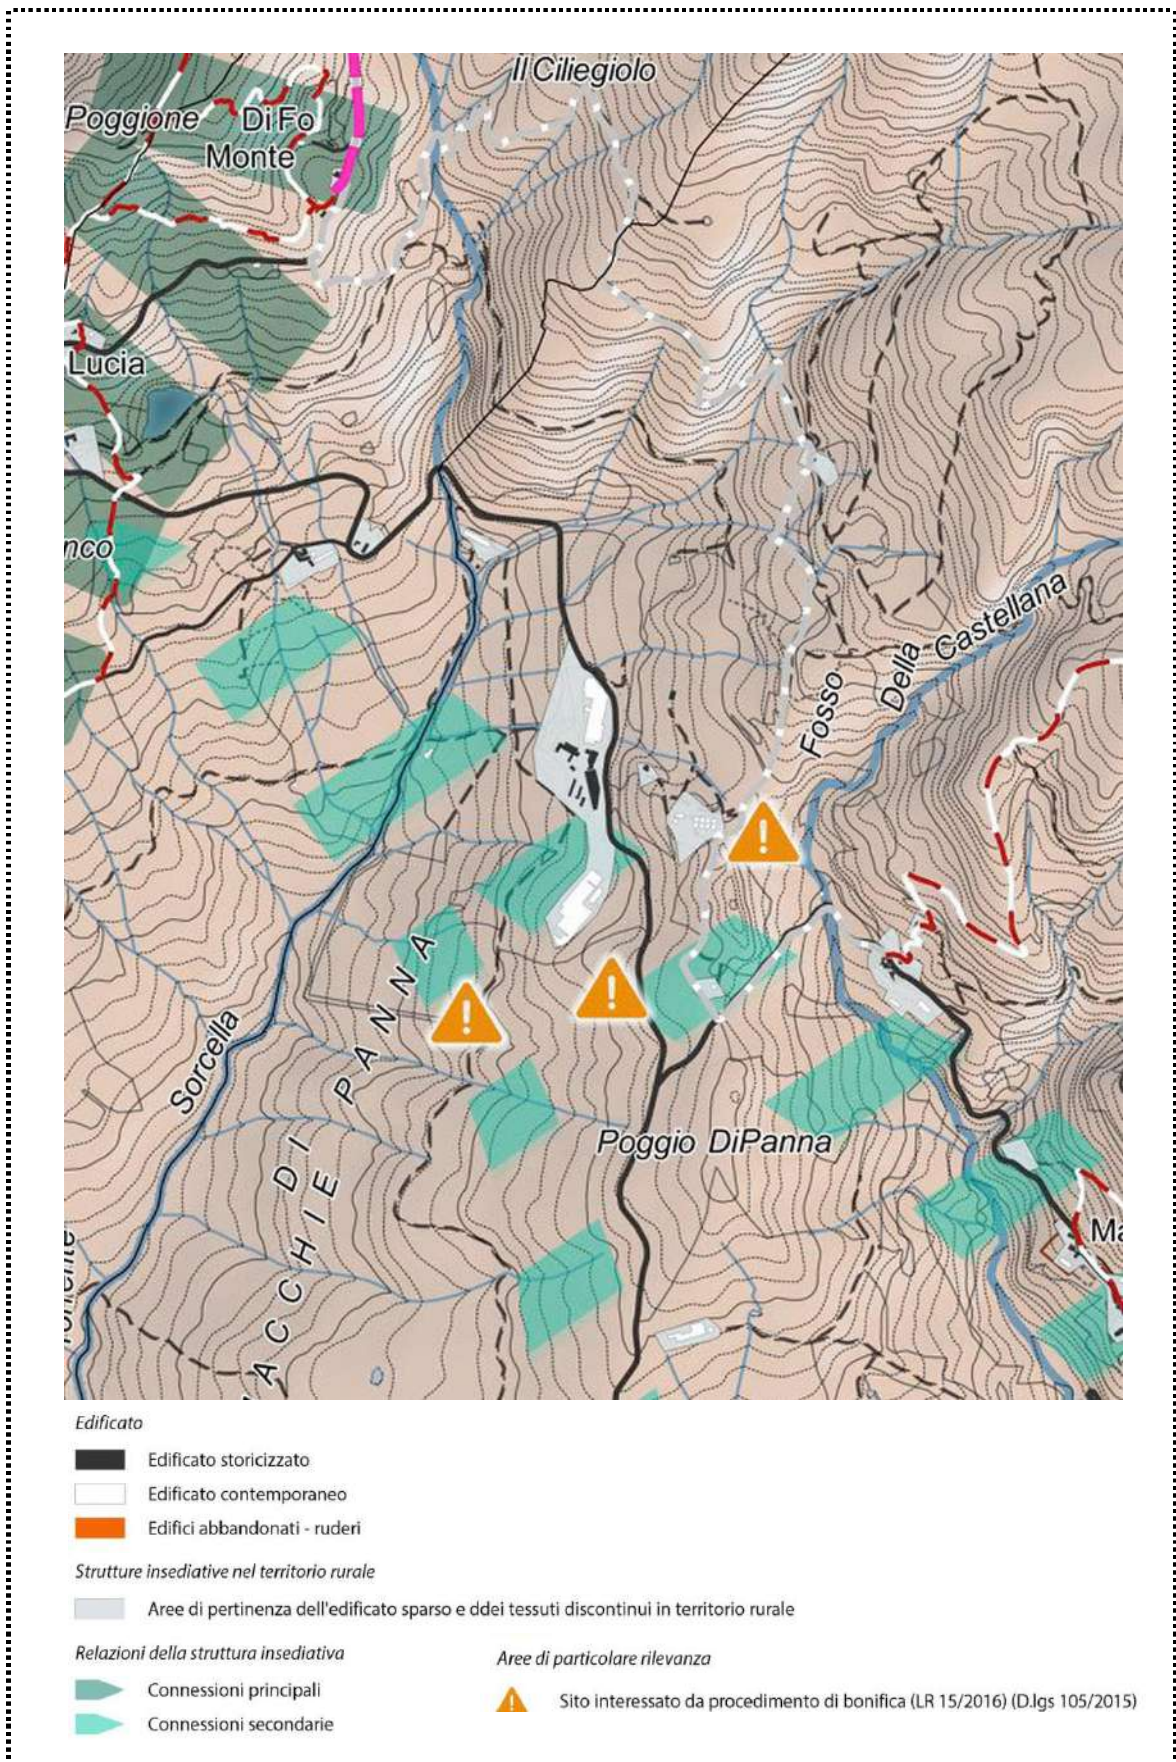 Il Ciliegiolo
Poggione
Di Fo
Monte
Lucia
nco
Fosso
Della
Castellana
Sorcella
MACCHIE DI PANNA
Poggio DiPanna
Ma
Edificato
Edificato storicizzato
Edificato contemporaneo
Edifici abbandonati - ruderi
Strutture insediative nel territorio rurale
Aree di pertinenza dell'edificato sparso e ddei tessuti discontinui in territorio rurale
Relazioni della struttura insediativa
Connessioni principali
Connessioni secondarie
Aree di particolare rilevanza
Sito interessato da procedimento di bonifica (LR 15/2016) (D.lgs 105/2015)